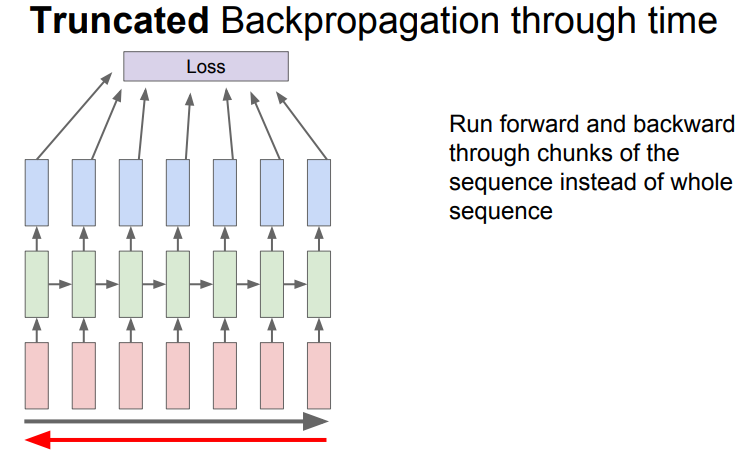 Truncated Backpropagation through time
Loss
Run forward and backward
through chunks of the
sequence instead of whole
sequence